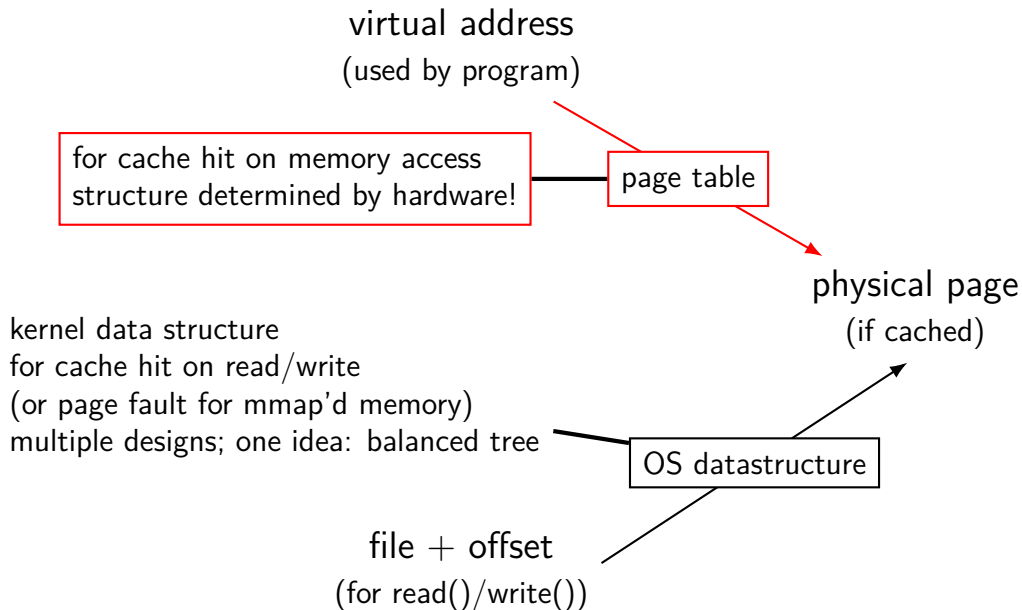 virtual address
(used by program)
for cache hit on memory access
structure determined by hardware!
page table
physical page
(if cached)
kernel data structure
for cache hit on read/write
(or page fault for mmap'd memory)
multiple designs; one idea: balanced tree
OS datastructure
file + offset
(for read()/write())